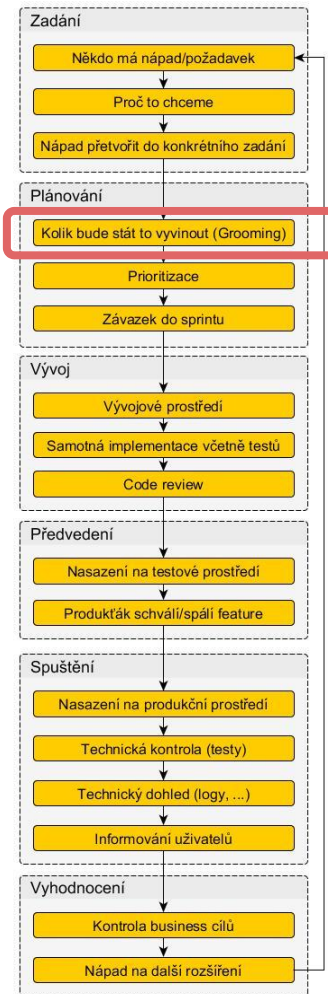 Zadání
Někdo má nápad/požadavek
Proč to chceme
Nápad přetvořit do konkrétního zadání
Plánování
Kolik bude stát to vyvinout (Grooming)
Prioritizace
Závazek do sprintu
Vývoj
Vývojové prostředí
Samotná implementace včetně testů
Code review
Předvedení
Nasazení na testové prostředí
Produkťák schválí/spálí feature
Spuštění
Nasazení na produkční prostředí
Technická kontrola (testy)
Technický dohled (logy, ...)
Informování uživatelů
Vyhodnocení
Kontrola business cílů
Nápad na další rozšíření